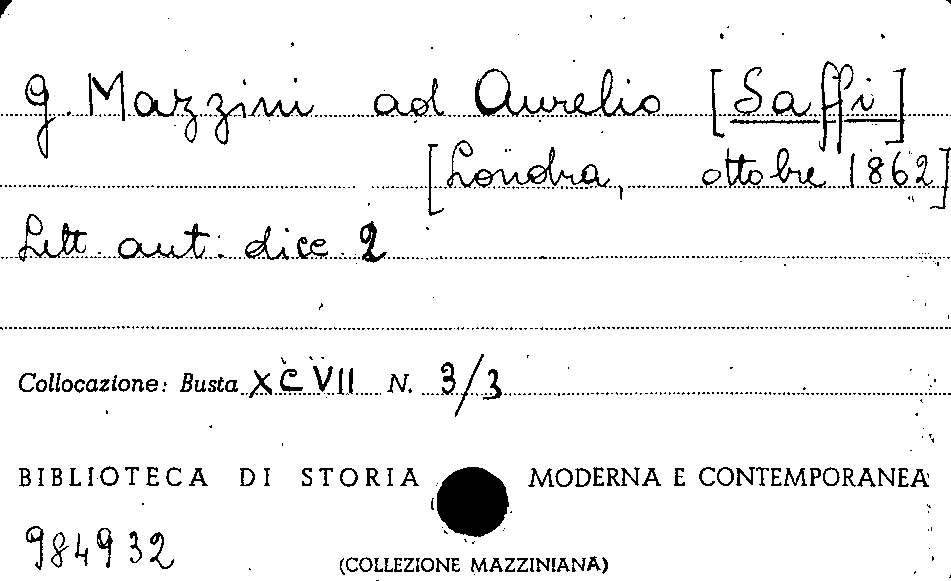 G. Mazzini ad Aurelio [Saffi]
[Londra, ottobre 1862]
Lett. aut. dice 2
Collocazione: Busta XCVII N. 3/3
BIBLIOTECA DI STORIA MODERNA E CONTEMPORANEA
984932
(COLLEZIONE MAZZINIANA)